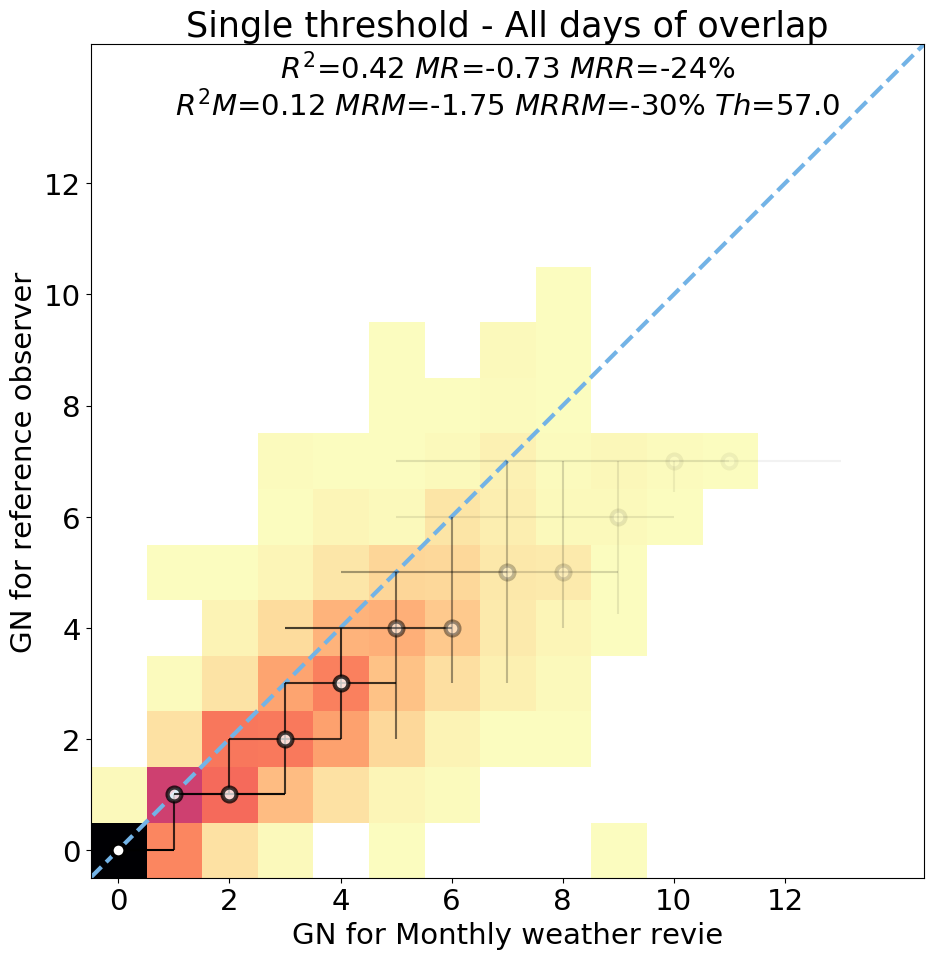 Single threshold - All days of overlap
R²=0.42 MR=-0.73 MRR=-24%
R²M=0.12 MRM=-1.75 MRRM=-30% Th=57.0
12
10
8
6
4
2
0
GN for reference observer
0 2 4 6 8 10 12
GN for Monthly weather revie